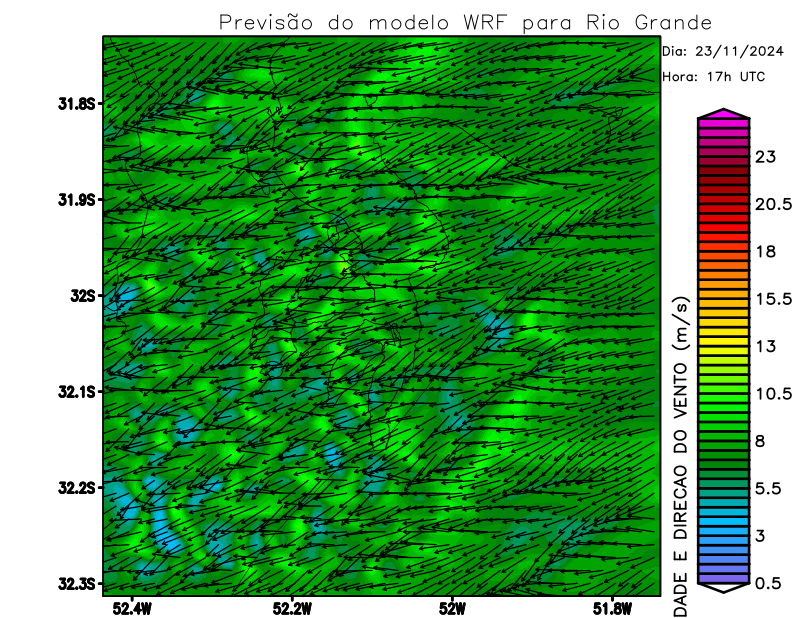 Previsão do modelo WRF para Rio Grande
Dia: 23/11/2024
Hora: 17h UTC
31.8S
31.9S
32S
32.1S
32.2S
32.3S
52.4W
52.2W
52W
51.8W
23
20.5
18
15.5
13
10.5
8
5.5
3
0.5
DADE E DIRECAO DO VENTO (m/s)